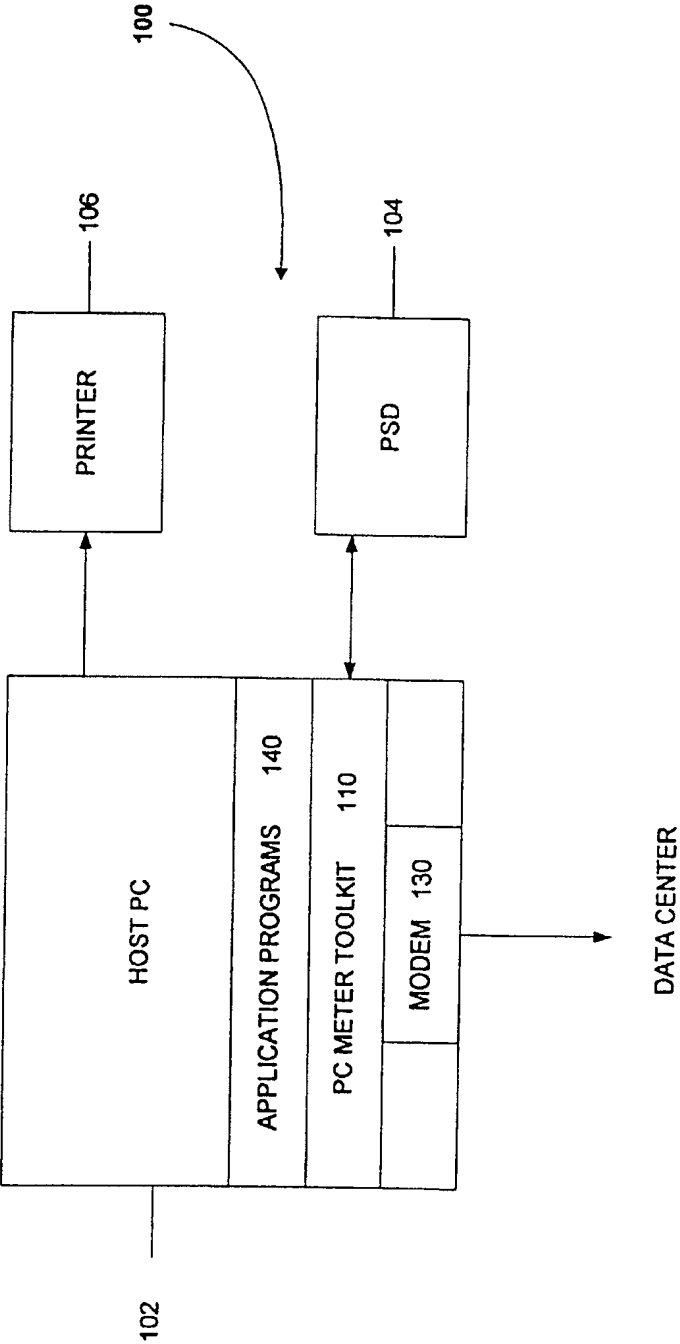 100
PRINTER
106
PSD
104
HOST PC
APPLICATION PROGRAMS 140
PC METER TOOLKIT 110
MODEM 130
102
DATA CENTER